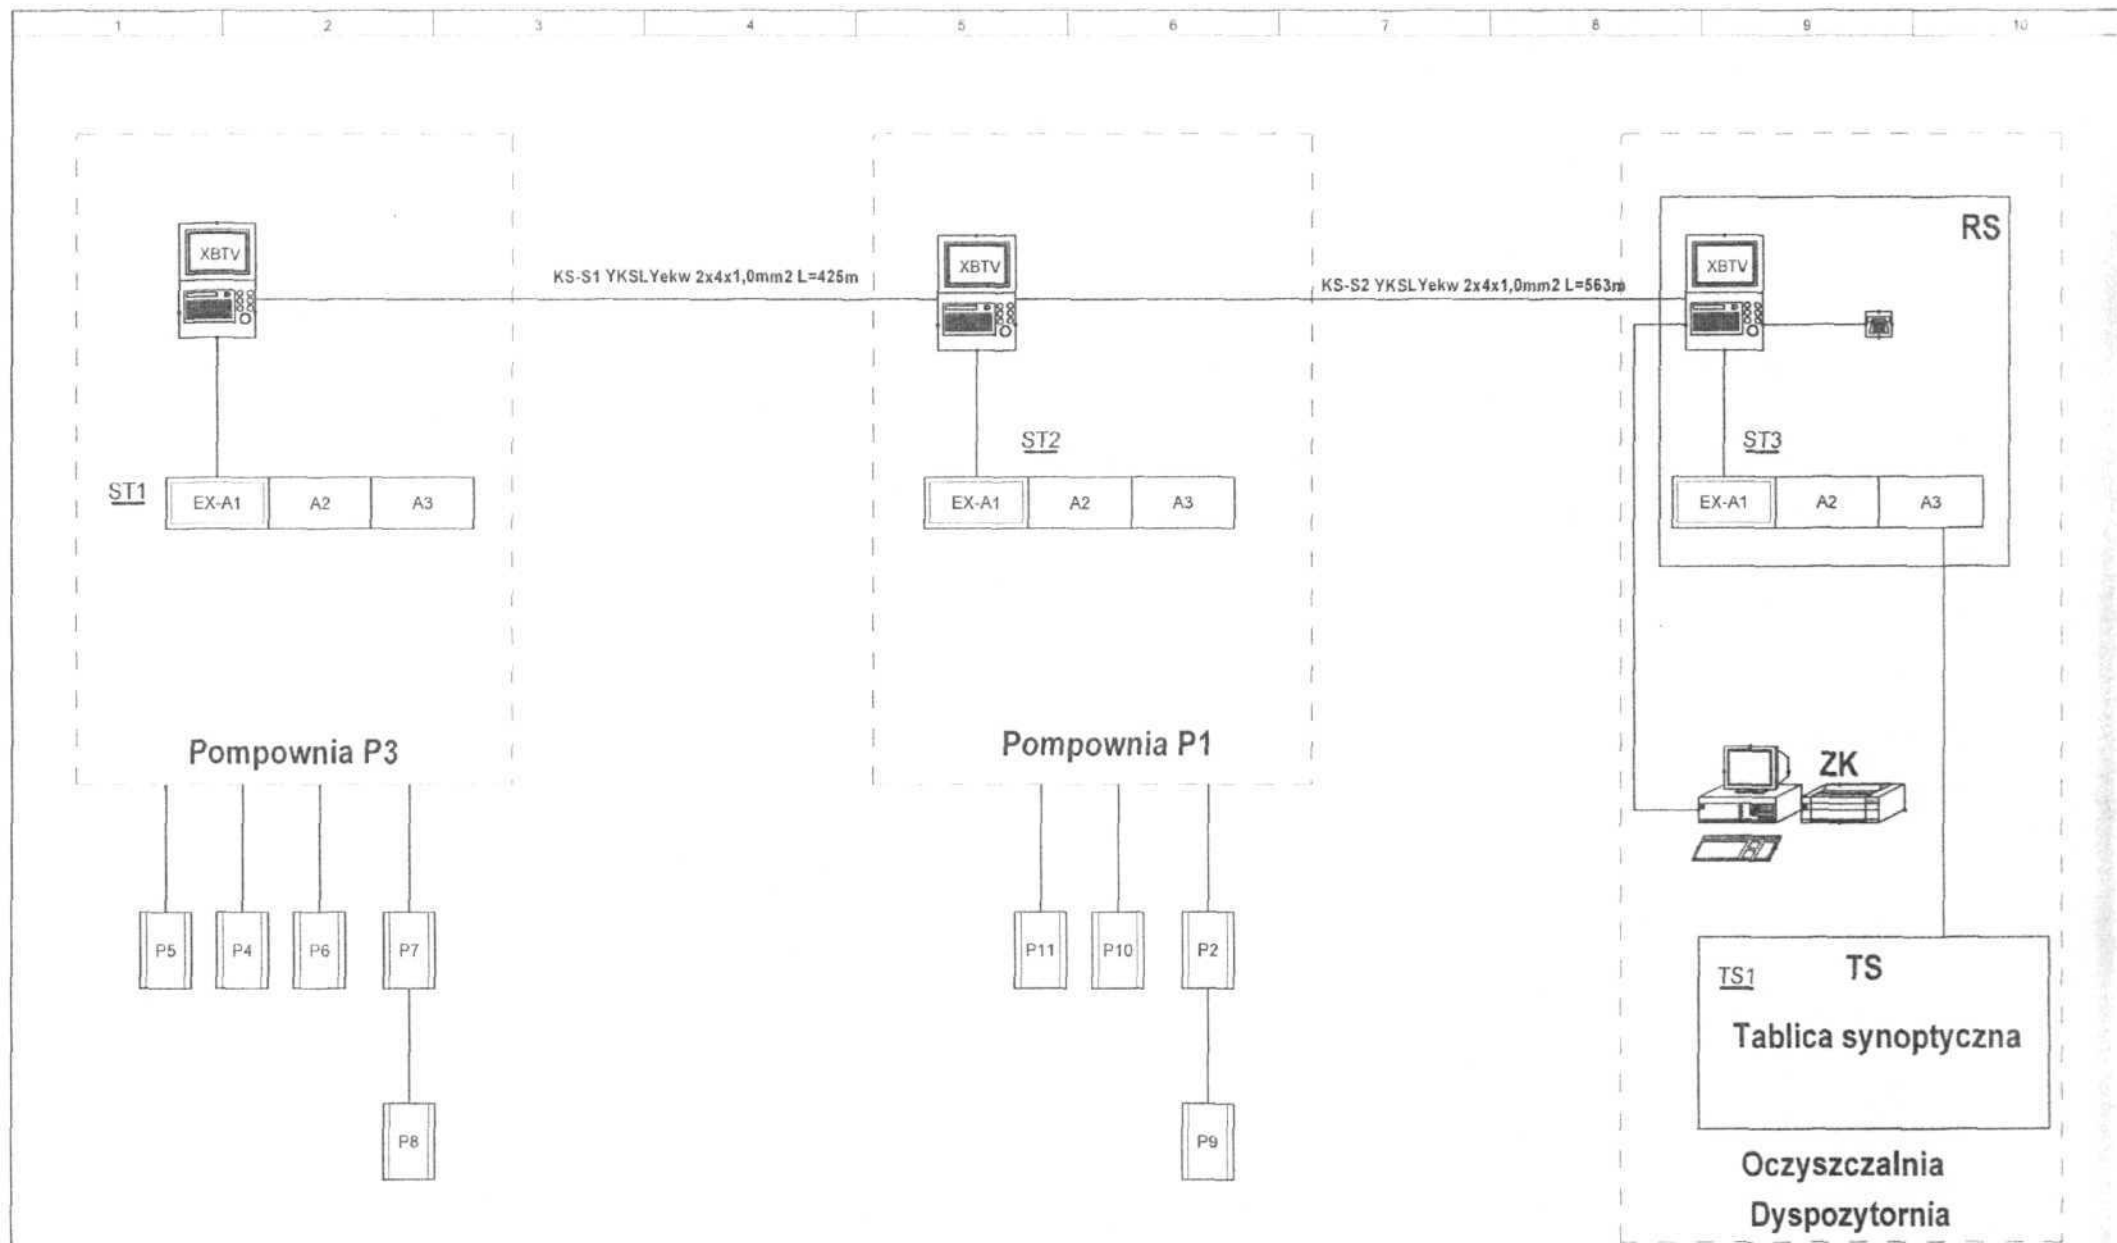 1 2 3 4 5 6 7 8 9 10
RS
XBTV
XBTV
XBTV
KS-S1 YKSLYekw 2x4x1,0mm2 L=425m
KS-S2 YKSLYekw 2x4x1,0mm2 L=563m
ST2
ST3
ST1
EX-A1 A2 A3
EX-A1 A2 A3
EX-A1 A2 A3
Pompownia P3
Pompownia P1
ZK
P5 P4 P6 P7
P11 P10 P2
TS1
TS
Tablica synoptyczna
P8
P9
Oczyszczalnia
Dyspozytornia